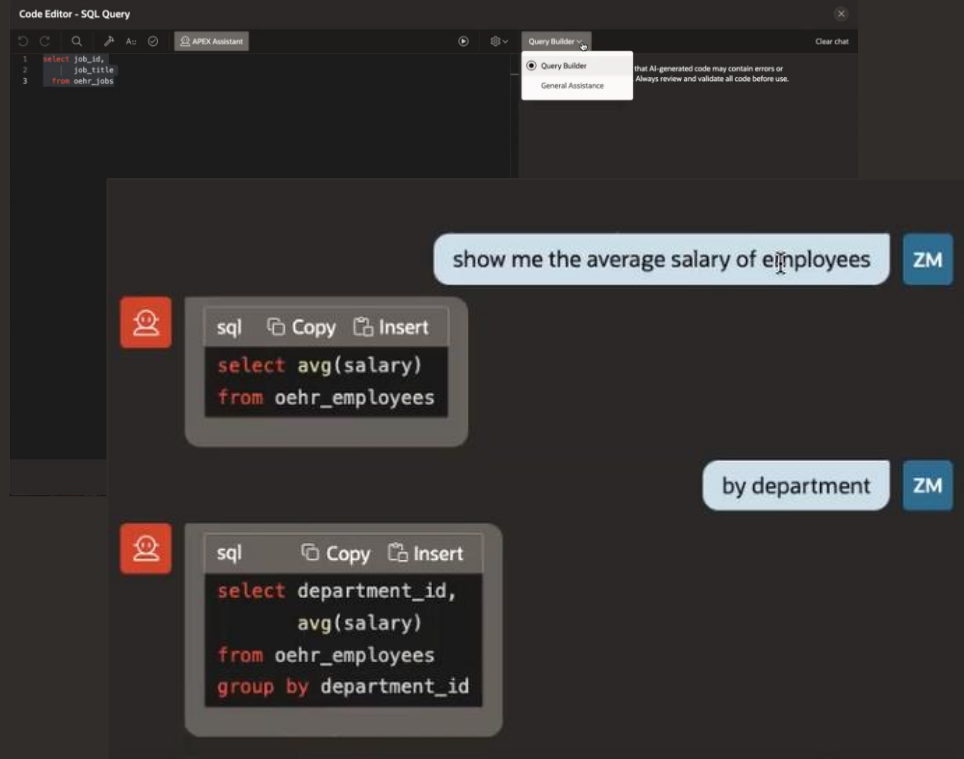 Code Editor - SQL Query
APEX Assistant
Query Builder
Clear chat
1 select job_id,
2 job_title
3 from oehr_jobs
Query Builder
General Assistance
that AI-generated code may contain errors or
Always review and validate all code before use.
show me the average salary of employees
ZM
sql Copy Insert
select avg(salary)
from oehr_employees
by department
ZM
sql Copy Insert
select department_id,
avg(salary)
from oehr_employees
group by department_id